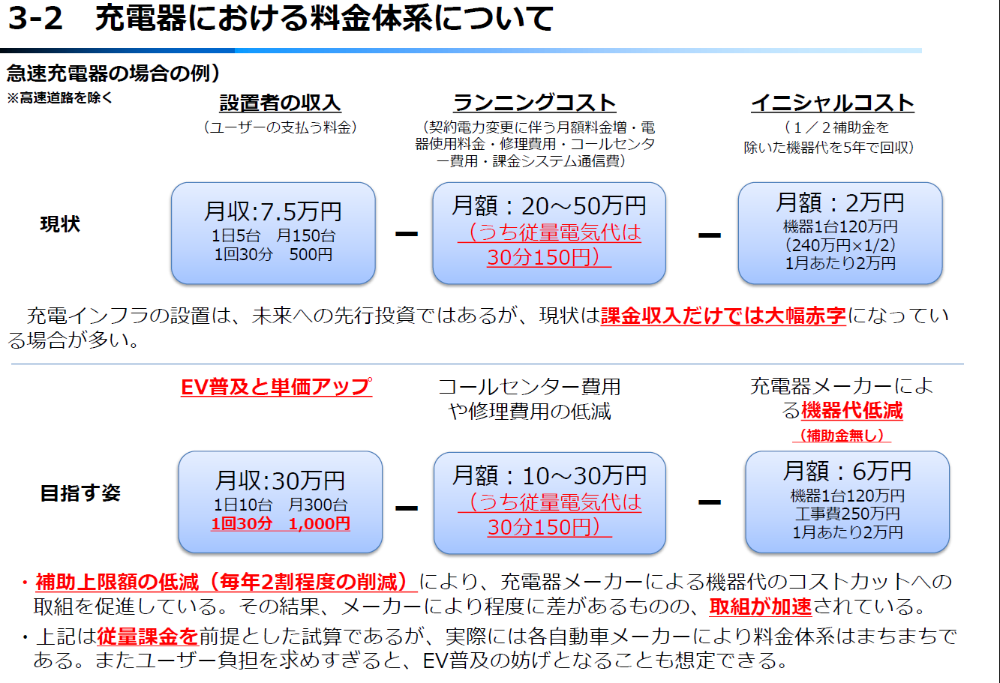 3-2　充電器における料金体系について
急速充電器の場合の例）
※高速道路を除く
設置者の収入
（ユーザーの支払う料金）
ランニングコスト
（契約電力変更に伴う月額料金増・電
器使用料金・修理費用・コールセンタ
ー費用・課金システム通信費）
イニシャルコスト
（１／２補助金を
除いた機器代を5年で回収）
現状
月収:7.5万円
1日5台　月150台
1回30分　500円
－
月額：20～50万円
（うち従量電気代は
30分150円）
－
月額：2万円
機器1台120万円
（240万円×1/2）
1月あたり2万円
充電インフラの設置は、未来への先行投資ではあるが、現状は課金収入だけでは大幅赤字になってい
る場合が多い。
EV普及と単価アップ
コールセンター費用
や修理費用の低減
充電器メーカーによ
る機器代低減
（補助金無し）
目指す姿
月収:30万円
1日10台　月300台
1回30分　1,000円
－
月額：10～30万円
（うち従量電気代は
30分150円）
－
月額：6万円
機器1台120万円
工事費250万円
1月あたり2万円
・補助上限額の低減（毎年2割程度の削減）により、充電器メーカーによる機器代のコストカットへの
取組を促進している。その結果、メーカーにより程度に差があるものの、取組が加速されている。
・上記は従量課金を前提とした試算であるが、実際には各自動車メーカーにより料金体系はまちまちで
ある。またユーザー負担を求めすぎると、EV普及の妨げとなることも想定できる。